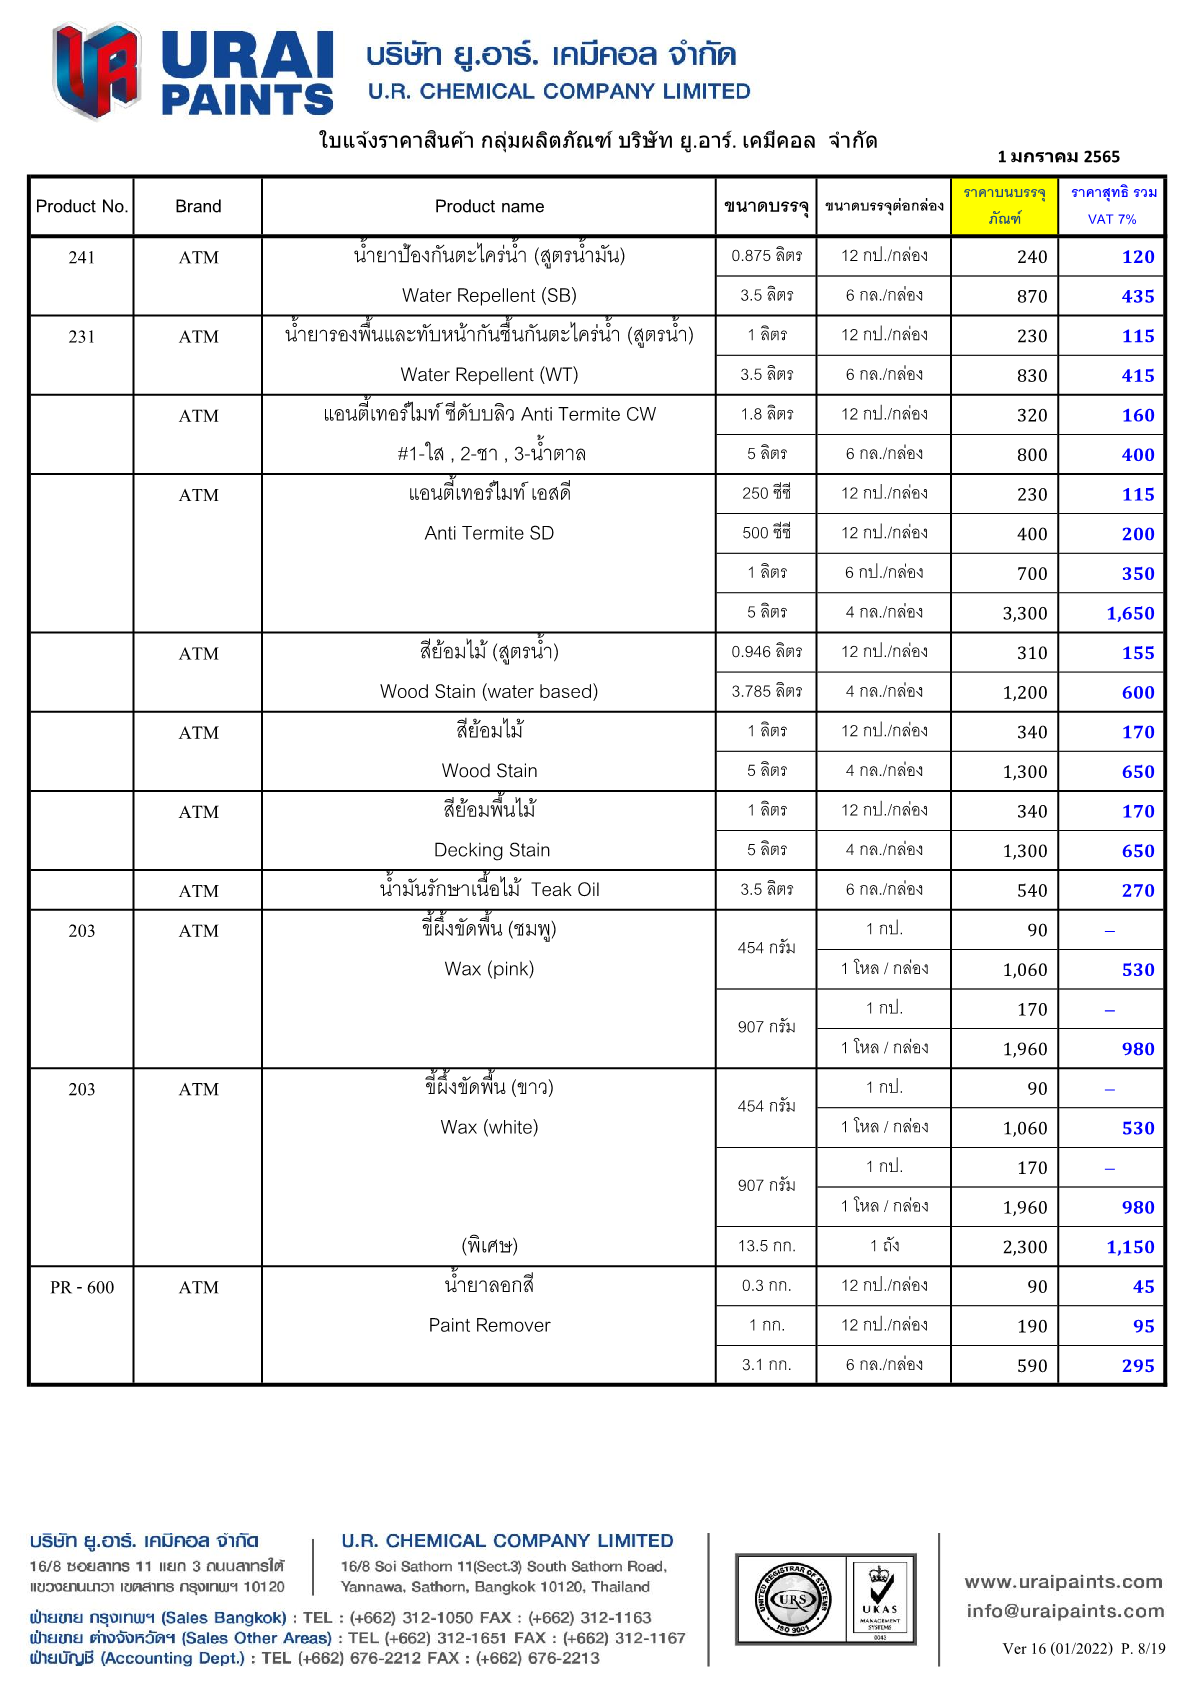 URAI
PAINTS
บริษัท ยู.อาร์. เคมีคอล จำกัด
U.R. CHEMICAL COMPANY LIMITED
ใบแจ้งราคาสินค้า กลุ่มผลิตภัณฑ์ บริษัท ยู.อาร์. เคมีคอล จำกัด
1 มกราคม 2565
Product No. Brand Product name ขนาดบรรจุ ขนาดบรรจุต่อกล่อง ราคาบนบรรจุภัณฑ์ ราคาสุทธิ รวม VAT 7%
241 ATM น้ำยาป้องกันตะไคร่น้ำ (สูตรน้ำมัน) 0.875 ลิตร 12 กป./กล่อง 240 120
Water Repellent (SB) 3.5 ลิตร 6 กล./กล่อง 870 435
231 ATM น้ำยารองพื้นและทับหน้ากันชื้นกันตะไคร่น้ำ (สูตรน้ำ) 1 ลิตร 12 กป./กล่อง 230 115
Water Repellent (WT) 3.5 ลิตร 6 กล./กล่อง 830 415
ATM แอนตี้เทอร์ไมท์ ซีดับบลิว Anti Termite CW 1.8 ลิตร 12 กป./กล่อง 320 160
#1-ใส , 2-ชา , 3-น้ำตาล 5 ลิตร 6 กล./กล่อง 800 400
ATM แอนตี้เทอร์ไมท์ เอสดี 250 ซีซี 12 กป./กล่อง 230 115
Anti Termite SD 500 ซีซี 12 กป./กล่อง 400 200
1 ลิตร 6 กป./กล่อง 700 350
5 ลิตร 4 กล./กล่อง 3,300 1,650
ATM สีย้อมไม้ (สูตรน้ำ) 0.946 ลิตร 12 กป./กล่อง 310 155
Wood Stain (water based) 3.785 ลิตร 4 กล./กล่อง 1,200 600
ATM สีย้อมไม้ 1 ลิตร 12 กป./กล่อง 340 170
Wood Stain 5 ลิตร 4 กล./กล่อง 1,300 650
ATM สีย้อมพื้นไม้ 1 ลิตร 12 กป./กล่อง 340 170
Decking Stain 5 ลิตร 4 กล./กล่อง 1,300 650
ATM น้ำมันรักษาเนื้อไม้ Teak Oil 3.5 ลิตร 6 กล./กล่อง 540 270
203 ATM ขี้ผึ้งขัดพื้น (ชมพู) 454 กรัม 1 กป. 90 –
Wax (pink) 1 โหล / กล่อง 1,060 530
907 กรัม 1 กป. 170 –
1 โหล / กล่อง 1,960 980
203 ATM ขี้ผึ้งขัดพื้น (ขาว) 454 กรัม 1 กป. 90 –
Wax (white) 1 โหล / กล่อง 1,060 530
907 กรัม 1 กป. 170 –
1 โหล / กล่อง 1,960 980
(พิเศษ) 13.5 กก. 1 ถัง 2,300 1,150
PR - 600 ATM น้ำยาลอกสี 0.3 กก. 12 กป./กล่อง 90 45
Paint Remover 1 กก. 12 กป./กล่อง 190 95
3.1 กก. 6 กล./กล่อง 590 295
บริษัท ยู.อาร์. เคมีคอล จำกัด
16/8 ซอยสาทร 11 แยก 3 ถนนสาทรใต้
แขวงยานนาวา เขตสาทร กรุงเทพฯ 10120
U.R. CHEMICAL COMPANY LIMITED
16/8 Soi Sathorn 11(Sect.3) South Sathorn Road,
Yannawa, Sathorn, Bangkok 10120, Thailand
ฝ่ายขาย กรุงเทพฯ (Sales Bangkok) : TEL : (+662) 312-1050 FAX : (+662) 312-1163
ฝ่ายขาย ต่างจังหวัดฯ (Sales Other Areas) : TEL (+662) 312-1651 FAX : (+662) 312-1167
ฝ่ายบัญชี (Accounting Dept.) : TEL (+662) 676-2212 FAX : (+662) 676-2213
UNITED REGISTRAR OF SYSTEMS
URS
ISO 9001
UKAS
MANAGEMENT
SYSTEMS
0043
www.uraipaints.com
info@uraipaints.com
Ver 16 (01/2022) P. 8/19